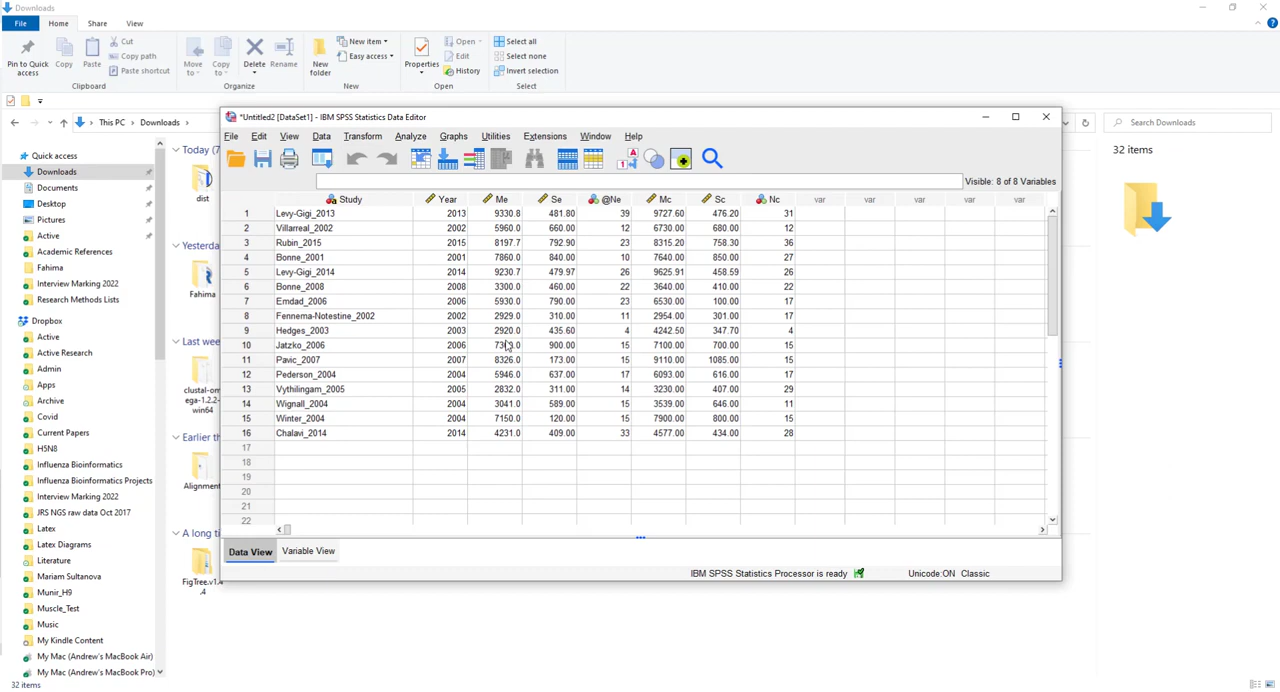 Downloads
File Home Share View
Pin to Quick access
Copy
Paste
Cut
Copy path
Paste shortcut
Clipboard
Move to
Copy to
Delete
Rename
Organize
New folder
New item
Easy access
New
Properties
Open
Edit
History
Open
Select all
Select none
Invert selection
Select
This PC > Downloads
Search Downloads
Quick access
Downloads
Documents
Desktop
Pictures
Active
Academic References
Fahima
Interview Marking 2022
Research Methods Lists
Dropbox
Active
Active Research
Admin
Apps
Archive
Covid
Current Papers
H5N8
Influenza Bioinformatics
Influenza Bioinformatics Projects
Interview Marking 2022
JRS NGS raw data Oct 2017
Latex
Latex Diagrams
Literature
Mariam Sultanova
Munir_H9
Muscle_Test
Music
My Kindle Content
My Mac (Andrew's MacBook Air)
My Mac (Andrew's MacBook Pro)
32 items
Today (7
dist
Yesterda
Fahima
Last wee
clustal-om
ega-1.2.2-
win64
Earlier th
Alignment
A long ti
FigTree.v1.4
.4
*Untitled2 [DataSet1] - IBM SPSS Statistics Data Editor
File Edit View Data Transform Analyze Graphs Utilities Extensions Window Help
Visible: 8 of 8 Variables
Study Year Me Se @Ne Mc Sc Nc var var var var var
1 Levy-Gigi_2013 2013 9330.8 481.80 39 9727.60 476.20 31
2 Villarreal_2002 2002 5960.0 660.00 12 6730.00 680.00 12
3 Rubin_2015 2015 8197.7 792.90 23 8315.20 758.30 36
4 Bonne_2001 2001 7860.0 840.00 10 7640.00 850.00 27
5 Levy-Gigi_2014 2014 9230.7 479.97 26 9625.91 458.59 26
6 Bonne_2008 2008 3300.0 460.00 22 3640.00 410.00 22
7 Emdad_2006 2006 5930.0 790.00 23 6530.00 100.00 17
8 Fennema-Notestine_2002 2002 2929.0 310.00 11 2954.00 301.00 17
9 Hedges_2003 2003 2920.0 435.60 4 4242.50 347.70 4
10 Jatzko_2006 2006 900.00 15 7100.00 700.00 15
11 Pavic_2007 2007 8326.0 173.00 15 9110.00 1085.00 15
12 Pederson_2004 2004 5946.0 637.00 17 6093.00 616.00 17
13 Vythilingam_2005 2005 2832.0 311.00 14 3230.00 407.00 29
14 Wignall_2004 2004 3041.0 589.00 15 3539.00 646.00 11
15 Winter_2004 2004 7150.0 120.00 15 7900.00 800.00 15
16 Chalavi_2014 2014 4231.0 409.00 33 4577.00 434.00 28
17
18
19
20
21
22
Data View Variable View
IBM SPSS Statistics Processor is ready Unicode:ON Classic
32 items